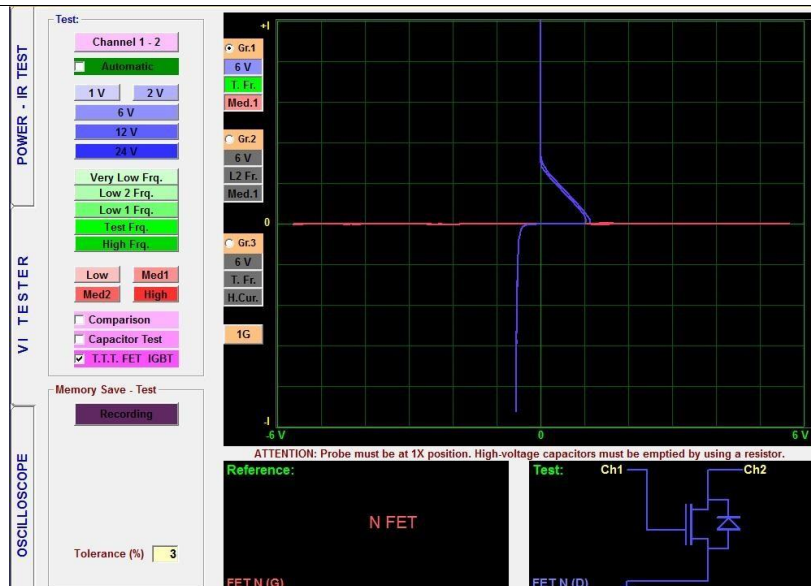 POWER - IR TEST
VI TESTER
OSCILLOSCOPE
Test:
Channel 1 - 2
Automatic
1 V
2 V
6 V
12 V
24 V
Very Low Frq.
Low 2 Frq.
Low 1 Frq.
Test Frq.
High Frq.
Low
Med1
Med2
High
Comparison
Capacitor Test
T.T.T. FET IGBT
Memory Save - Test
Recording
Tolerance (%) 3
Gr.1
6 V
T. Fr.
Med.1
Gr.2
6 V
L2 Fr.
Med.1
Gr.3
6 V
T. Fr.
H.Cur.
1G
+I
0
-I
-6 V
0
6 V
ATTENTION: Probe must be at 1X position. High-voltage capacitors must be emptied by using a resistor.
Reference:
N FET
FET N (G)
Test:
Ch1
Ch2
FET N (D)